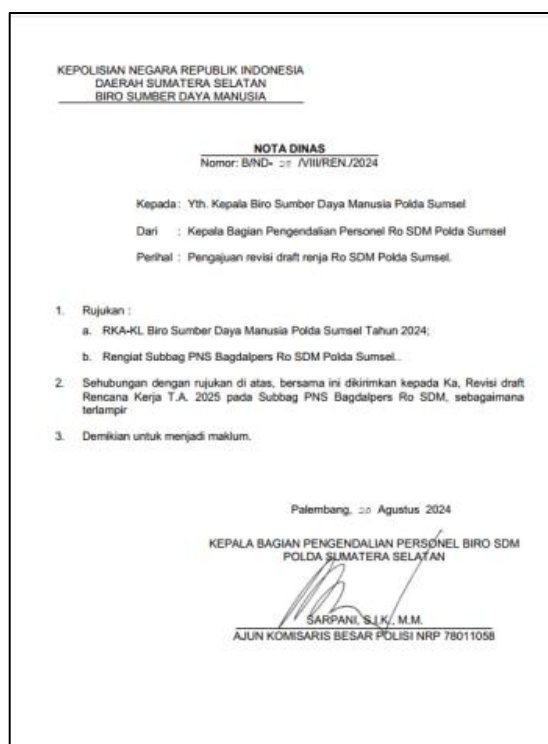 KEPOLISIAN NEGARA REPUBLIK INDONESIA
DAERAH SUMATERA SELATAN
BIRO SUMBER DAYA MANUSIA
NOTA DINAS
Nomor: B/ND- /VIII/REN./2024
Kepada : Yth. Kepala Biro Sumber Daya Manusia Polda Sumsel
Dari : Kepala Bagian Pengendalian Personel Ro SDM Polda Sumsel
Perihal : Pengajuan revisi draft renja Ro SDM Polda Sumsel.
1. Rujukan :
a. RKA-KL Biro Sumber Daya Manusia Polda Sumsel Tahun 2024;
b. Rengiat Subbag PNS Bagdalpers Ro SDM Polda Sumsel..
2. Sehubungan dengan rujukan di atas, bersama ini dikirimkan kepada Ka, Revisi draft
Rencana Kerja T.A. 2025 pada Subbag PNS Bagdalpers Ro SDM, sebagaimana
terlampir
3. Demikian untuk menjadi maklum.
Palembang, Agustus 2024
KEPALA BAGIAN PENGENDALIAN PERSONEL BIRO SDM
POLDA SUMATERA SELATAN
SARPANI, S.I.K., M.M.
AJUN KOMISARIS BESAR POLISI NRP 78011058